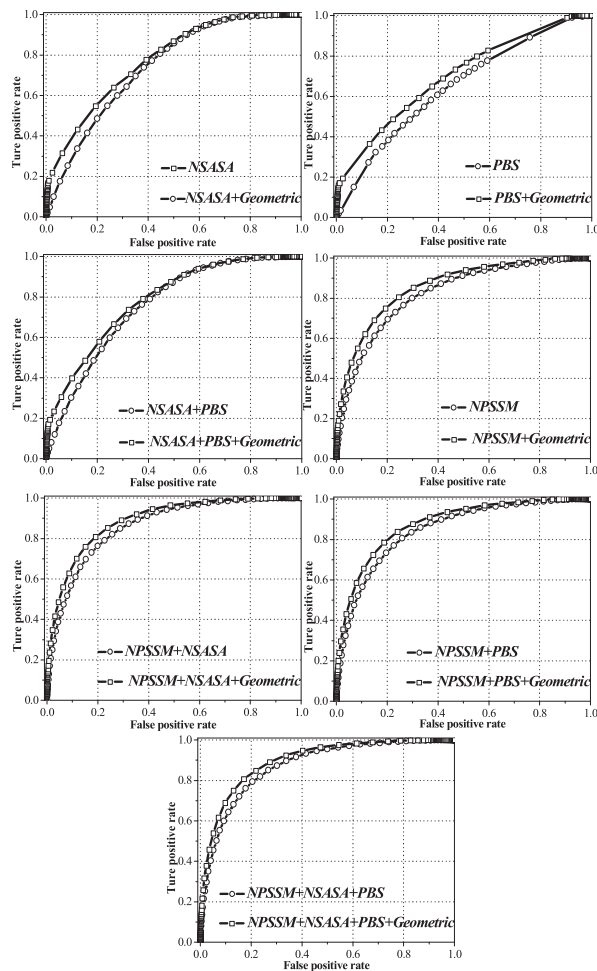 1.0
0.8
0.6
0.4
0.2
0.0
Ture positive rate
NSASA
NSASA+Geometric
0.0 0.2 0.4 0.6 0.8 1.0
False positive rate
1.0
0.8
0.6
0.4
0.2
0.0
Ture positive rate
PBS
PBS+Geometric
0.0 0.2 0.4 0.6 0.8 1.0
False positive rate
1.0
0.8
0.6
0.4
0.2
0.0
Ture positive rate
NSASA+PBS
NSASA+PBS+Geometric
0.0 0.2 0.4 0.6 0.8 1.0
False positive rate
1.0
0.8
0.6
0.4
0.2
0.0
Ture positive rate
NPSSM
NPSSM+Geometric
0.0 0.2 0.4 0.6 0.8 1.0
False positive rate
1.0
0.8
0.6
0.4
0.2
0.0
Ture positive rate
NPSSM+NSASA
NPSSM+NSASA+Geometric
0.0 0.2 0.4 0.6 0.8 1.0
False positive rate
1.0
0.8
0.6
0.4
0.2
0.0
Ture positive rate
NPSSM+PBS
NPSSM+PBS+Geometric
0.0 0.2 0.4 0.6 0.8 1.0
False positive rate
1.0
0.8
0.6
0.4
0.2
0.0
Ture positive rate
NPSSM+NSASA+PBS
NPSSM+NSASA+PBS+Geometric
0.0 0.2 0.4 0.6 0.8 1.0
False positive rate